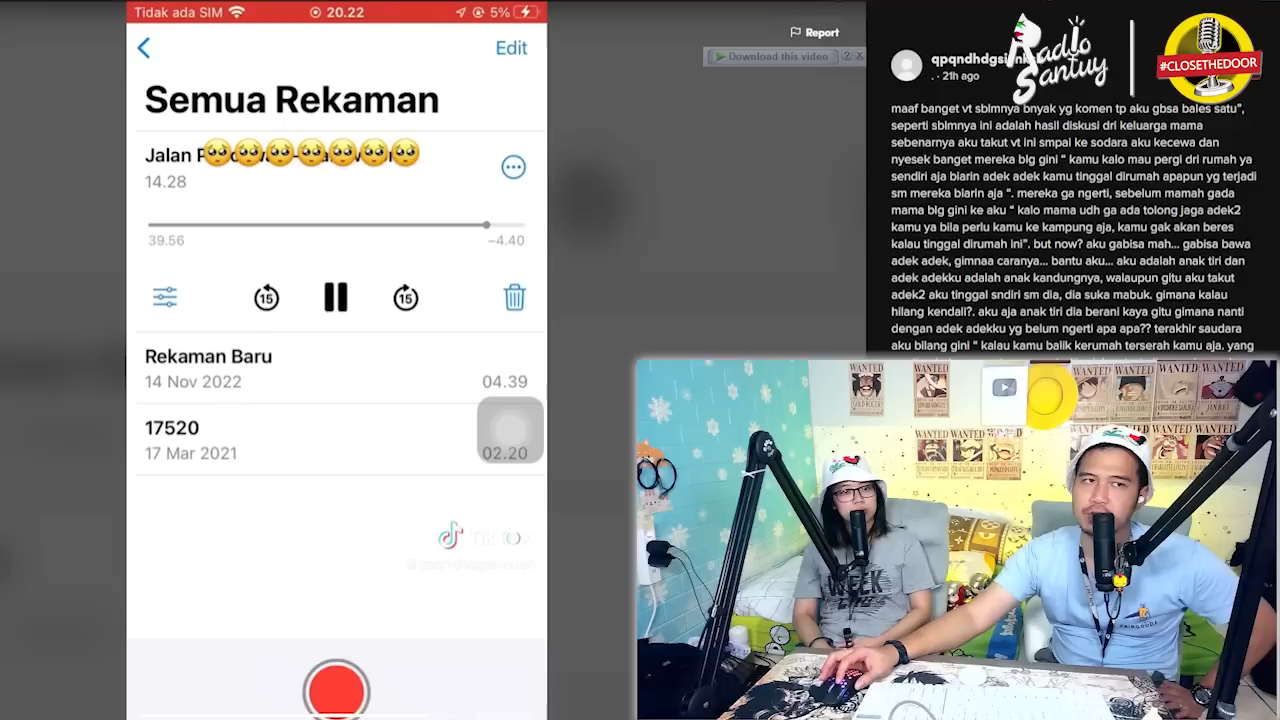 Tidak ada SIM
20.22
5%
Edit
Semua Rekaman
Jalan
14.28
39.56
-4.40
15
15
Rekaman Baru
14 Nov 2022
04.39
17520
17 Mar 2021
02.20
Report
Download this video
? X
Radio
Santuy
#CLOSETHEDOOR
. · 21h ago
maaf banget vt sblmnya bnyak yg komen tp aku gbsa bales satu",
seperti sblmnya ini adalah hasil diskusi dri keluarga mama
sebenarnya aku takut vt ini smpai ke sodara aku kecewa dan
nyesek banget mereka blg gini " kamu kalo mau pergi dri rumah ya
sendiri aja biarin adek adek kamu tinggal dirumah apapun yg terjadi
sm mereka biarin aja ". mereka ga ngerti, sebelum mamah gada
mama blg gini ke aku " kalo mama udh ga ada tolong jaga adek2
kamu ya bila perlu kamu ke kampung aja, kamu gak akan beres
kalau tinggal dirumah ini". but now? aku gabisa mah... gabisa bawa
adek adek, gimnaa caranya... bantu aku... aku adalah anak tiri dan
adek adekku adalah anak kandungnya, walaupun gitu aku takut
adek2 aku tinggal sndiri sm dia, dia suka mabuk. gimana kalau
hilang kendali?. aku aja anak tiri dia berani kaya gitu gimana nanti
dengan adek adekku yg belum ngerti apa apa?? terakhir saudara
aku bilang gini " kalau kamu balik kerumah terserah kamu aja. yang
WANTED
WANTED
WANTED
WANTED
WANTED
WANTED
WANTED
WANTED
WANTED
WANTED
WANTED